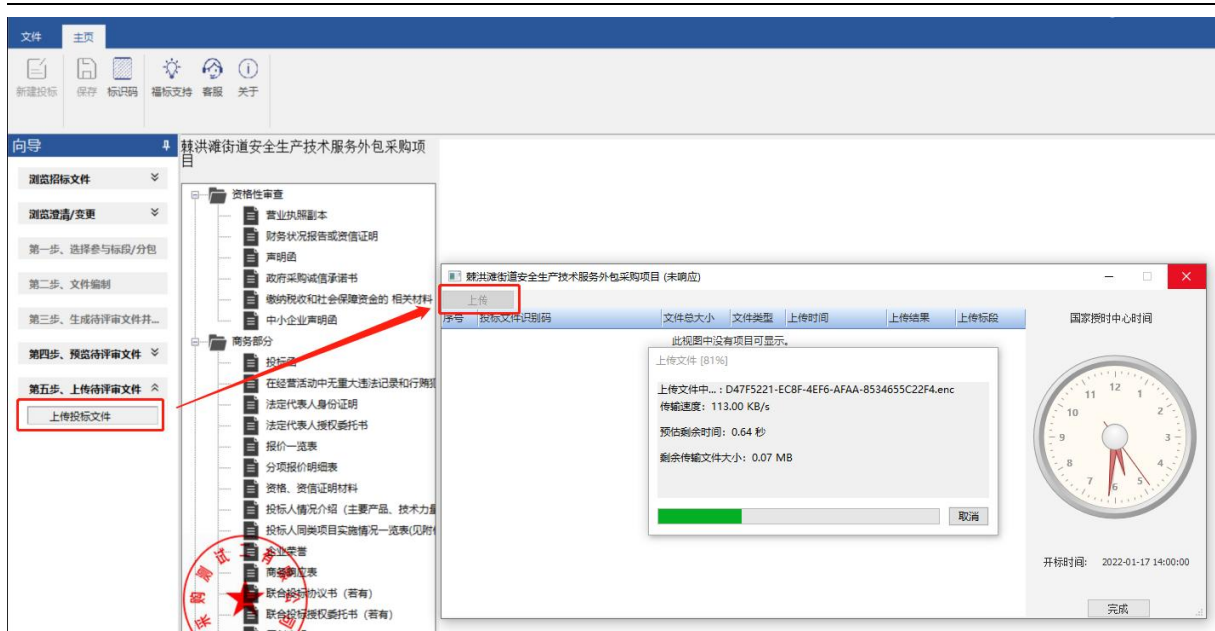 文件 主页
新建投标 保存 标识码 福标支持 客服 关于
向导
浏览招标文件
浏览澄清/变更
第一步、选择参与标段/分包
第二步、文件编制
第三步、生成待评审文件并...
第四步、预览待评审文件
第五步、上传待评审文件
上传投标文件
棘洪滩街道安全生产技术服务外包采购项
目
资格性审查
营业执照副本
财务状况报告或资信证明
声明函
政府采购诚信承诺书
缴纳税收和社会保障资金的 相关材料
中小企业声明函
商务部分
投标函
在经营活动中无重大违法记录和行贿犯
法定代表人身份证明
法定代表人授权委托书
报价一览表
分项报价明细表
资格、资信证明材料
投标人情况介绍（主要产品、技术力量
投标人同类项目实施情况一览表(见附件
企业荣誉
商务响应表
联合投标协议书（若有）
联合投标授权委托书（若有）
棘洪滩街道安全生产技术服务外包采购项目 (未响应)
上传
序号 投标文件识别码 文件总大小 文件类型 上传时间 上传结果 上传标段
此视图中没有项目可显示。
上传文件 [81%]
上传文件中... : D47F5221-EC8F-4EF6-AFAA-8534655C22F4.enc
传输速度：113.00 KB/s
预估剩余时间：0.64 秒
剩余传输文件大小：0.07 MB
取消
国家授时中心时间
12
11 1
10 2
9 3
8 4
7 6 5
开标时间: 2022-01-17 14:00:00
完成
采购测试